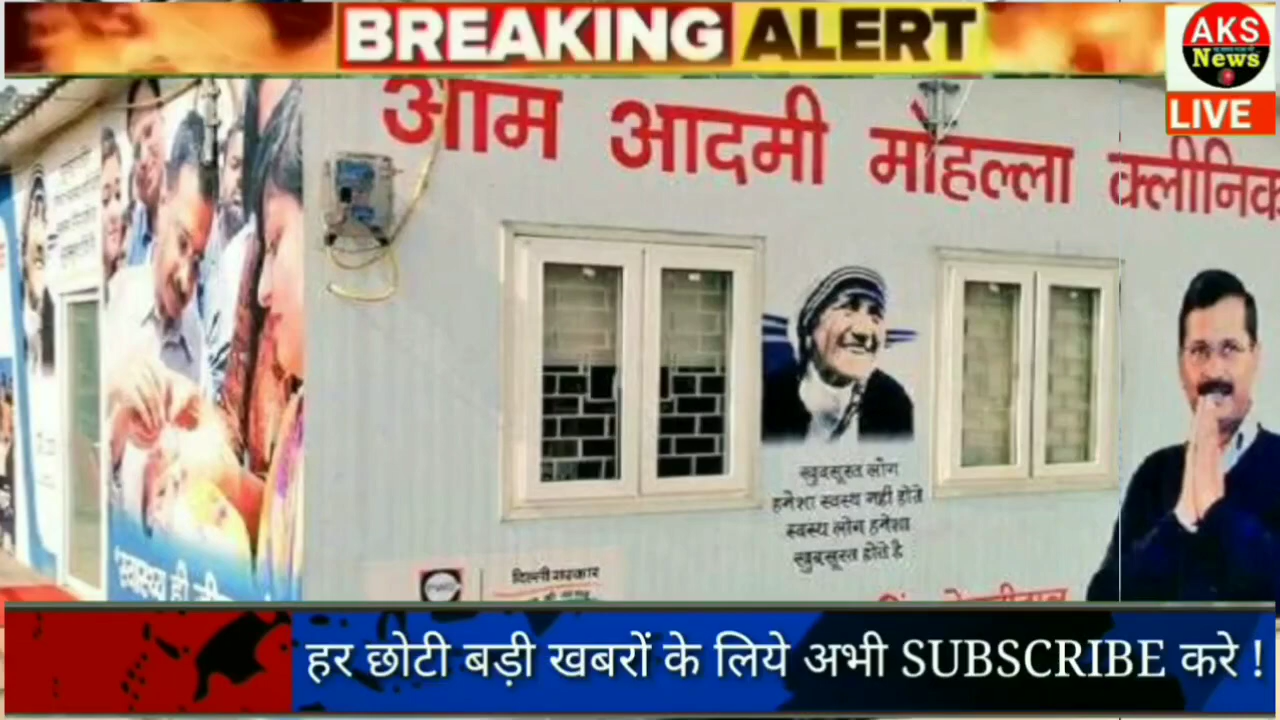 BREAKING ALERT
AKS
News
LIVE
आम आदमी मोहल्ला क्लीनिक
खुबसूरत लोग
हमेशा स्वस्थ नहीं होते
स्वस्थ लोग हमेशा
खुबसूरत होते है
स्वास्थ्य ही
दिल्ली सरकार
हर छोटी बड़ी खबरों के लिये अभी SUBSCRIBE करे !